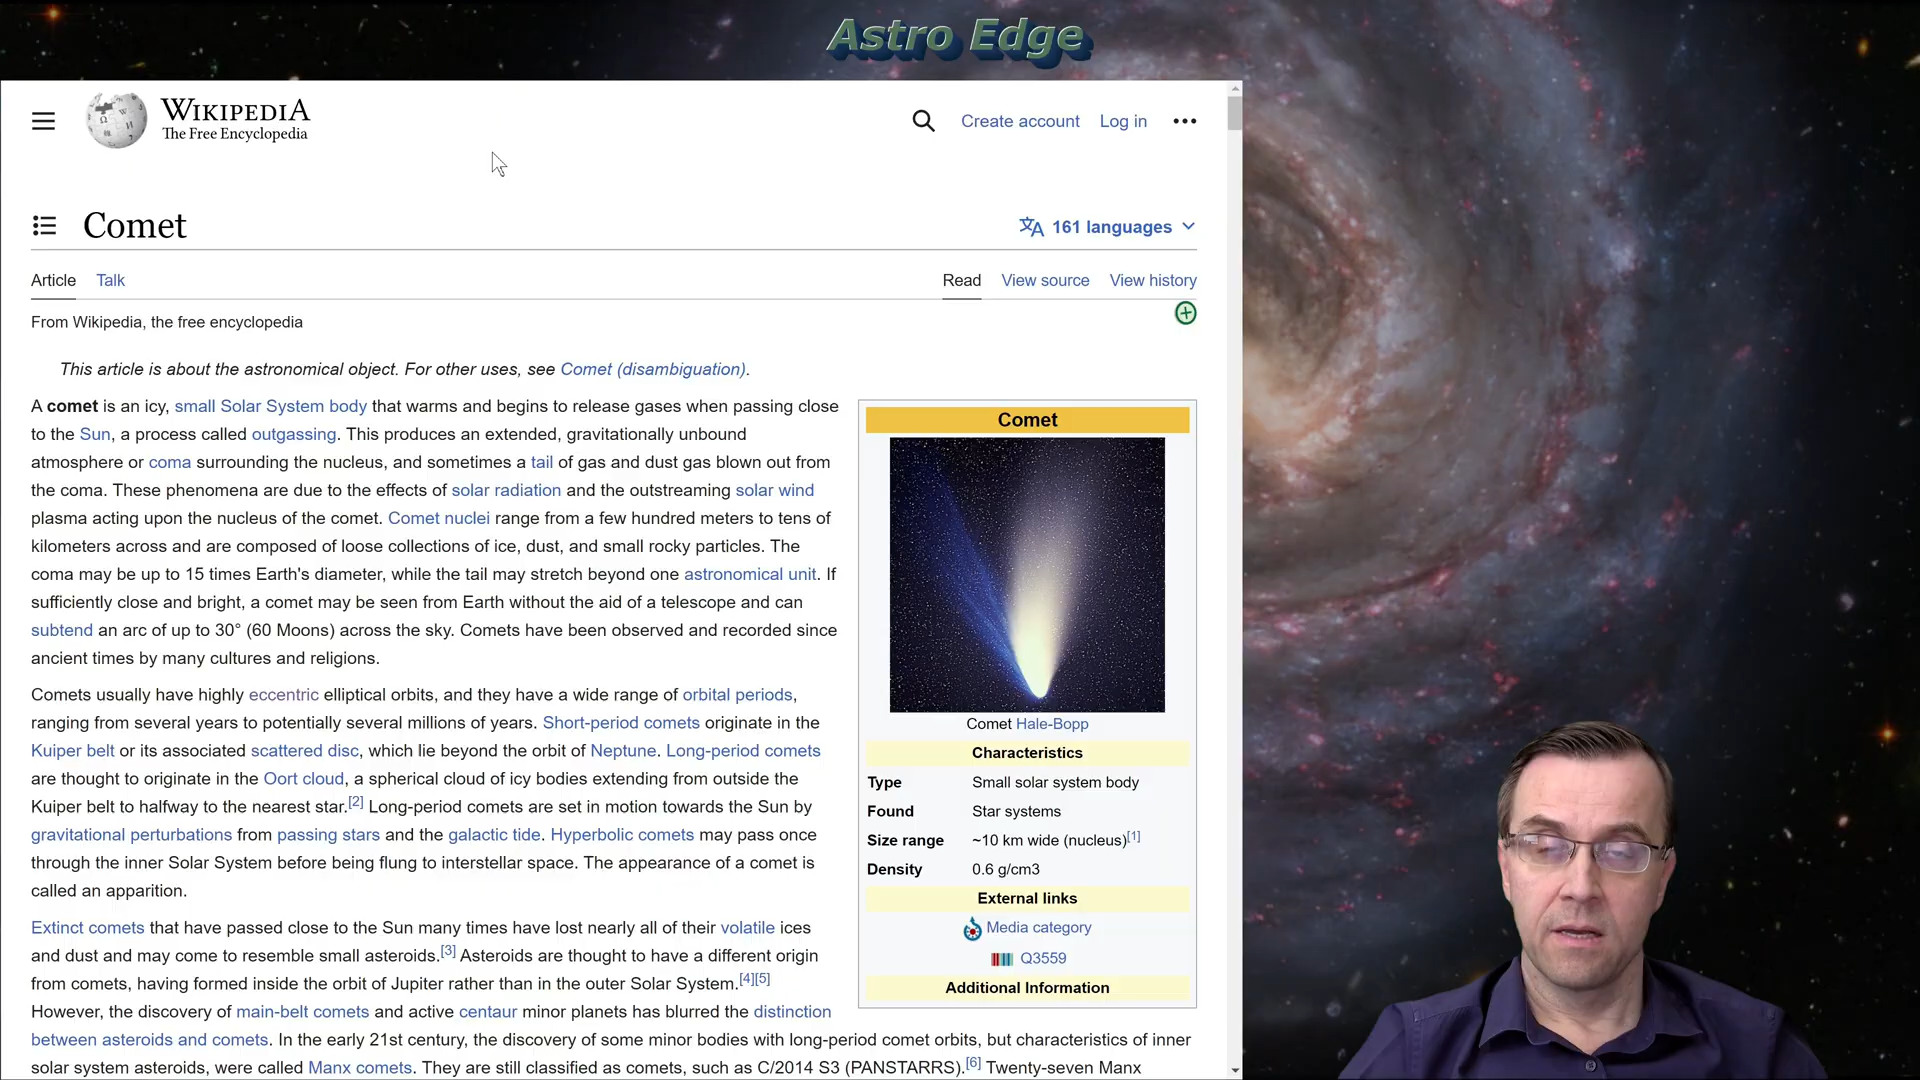 Astro Edge
WIKIPEDIA
The Free Encyclopedia
Create account
Log in
Comet
161 languages
Article
Talk
Read
View source
View history
From Wikipedia, the free encyclopedia
This article is about the astronomical object. For other uses, see Comet (disambiguation).
A comet is an icy, small Solar System body that warms and begins to release gases when passing close
to the Sun, a process called outgassing. This produces an extended, gravitationally unbound
atmosphere or coma surrounding the nucleus, and sometimes a tail of gas and dust gas blown out from
the coma. These phenomena are due to the effects of solar radiation and the outstreaming solar wind
plasma acting upon the nucleus of the comet. Comet nuclei range from a few hundred meters to tens of
kilometers across and are composed of loose collections of ice, dust, and small rocky particles. The
coma may be up to 15 times Earth's diameter, while the tail may stretch beyond one astronomical unit. If
sufficiently close and bright, a comet may be seen from Earth without the aid of a telescope and can
subtend an arc of up to 30° (60 Moons) across the sky. Comets have been observed and recorded since
ancient times by many cultures and religions.
Comets usually have highly eccentric elliptical orbits, and they have a wide range of orbital periods,
ranging from several years to potentially several millions of years. Short-period comets originate in the
Kuiper belt or its associated scattered disc, which lie beyond the orbit of Neptune. Long-period comets
are thought to originate in the Oort cloud, a spherical cloud of icy bodies extending from outside the
Kuiper belt to halfway to the nearest star.[2] Long-period comets are set in motion towards the Sun by
gravitational perturbations from passing stars and the galactic tide. Hyperbolic comets may pass once
through the inner Solar System before being flung to interstellar space. The appearance of a comet is
called an apparition.
Extinct comets that have passed close to the Sun many times have lost nearly all of their volatile ices
and dust and may come to resemble small asteroids.[3] Asteroids are thought to have a different origin
from comets, having formed inside the orbit of Jupiter rather than in the outer Solar System.[4][5]
However, the discovery of main-belt comets and active centaur minor planets has blurred the distinction
between asteroids and comets. In the early 21st century, the discovery of some minor bodies with long-period comet orbits, but characteristics of inner
solar system asteroids, were called Manx comets. They are still classified as comets, such as C/2014 S3 (PANSTARRS).[6] Twenty-seven Manx
Comet
Comet Hale-Bopp
Characteristics
Type Small solar system body
Found Star systems
Size range ~10 km wide (nucleus)[1]
Density 0.6 g/cm3
External links
Media category
Q3559
Additional Information